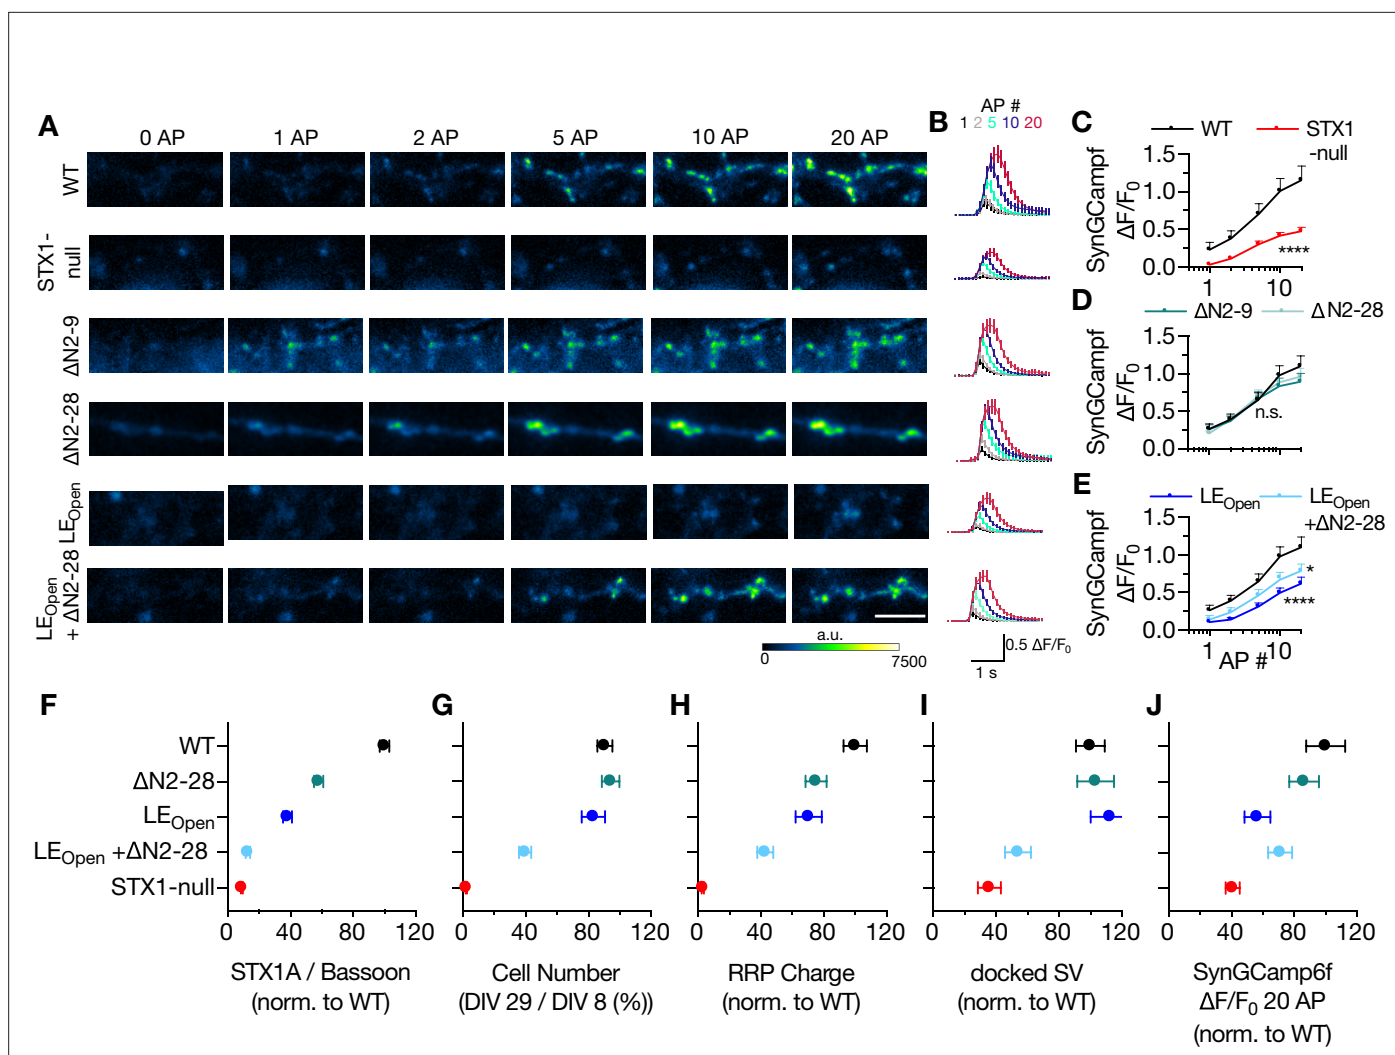 A
0 AP 1 AP 2 AP 5 AP 10 AP 20 AP
WT
STX1-
null
ΔN2-9
ΔN2-28
LEOpen
LEOpen
+ ΔN2-28
a.u.
0 7500
B
AP #
1 2 5 10 20
0.5 ΔF/F0
1 s
C
WT STX1
-null
SynGCampf
ΔF/F0
1.5
1.0
0.5
0.0
****
1 10
D
ΔN2-9 ΔN2-28
SynGCampf
ΔF/F0
1.5
1.0
0.5
0.0
n.s.
1 10
E
LEOpen LEOpen
+ΔN2-28
SynGCampf
ΔF/F0
1.5
1.0
0.5
0.0
*
****
1 10
AP #
F
WT
ΔN2-28
LEOpen
LEOpen +ΔN2-28
STX1-null
0 40 80 120
STX1A / Bassoon
(norm. to WT)
G
0 40 80 120
Cell Number
(DIV 29 / DIV 8 (%))
H
0 40 80 120
RRP Charge
(norm. to WT)
I
0 40 80 120
docked SV
(norm. to WT)
J
0 40 80 120
SynGCamp6f
ΔF/F0 20 AP
(norm. to WT)